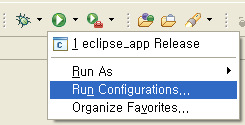 1 eclipse_app Release
Run As
Run Configurations...
Organize Favorites...